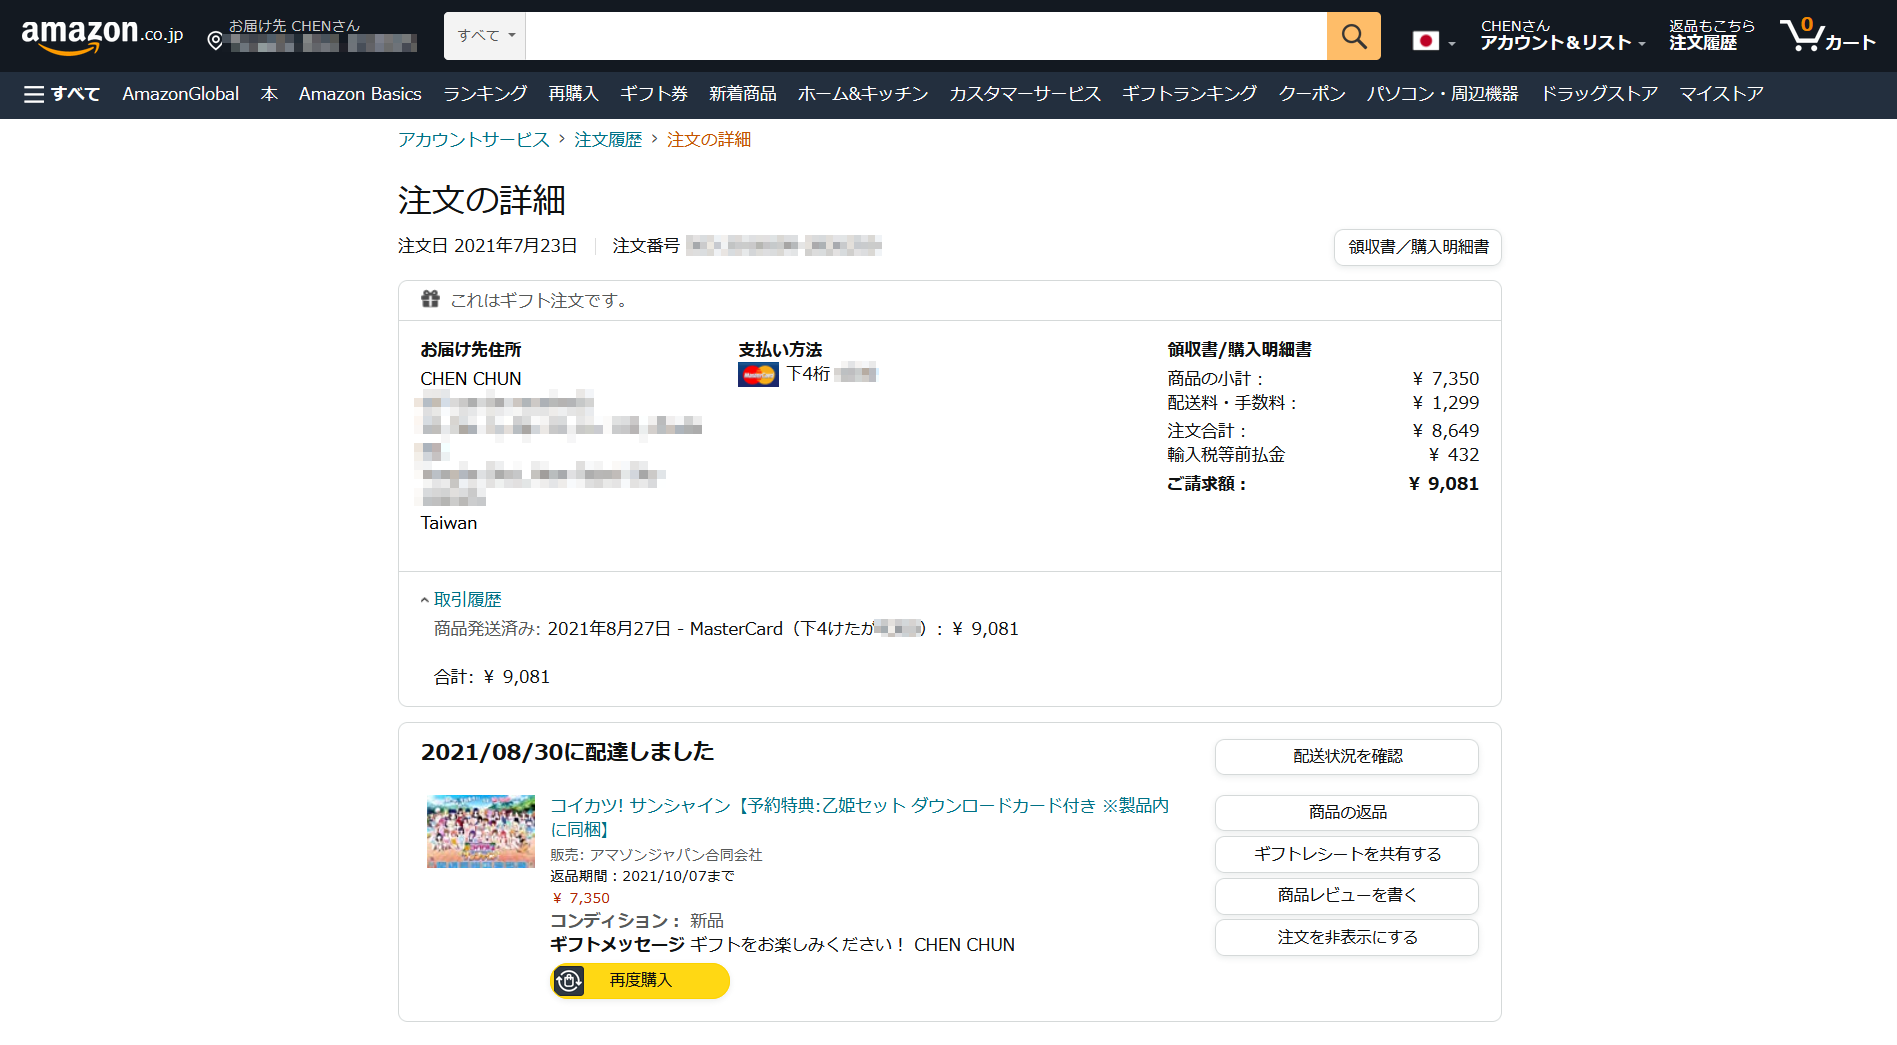 amazon.co.jp
お届け先 CHENさん
すべて
CHENさん
アカウント&リスト
返品もこちら
注文履歴
0
カート
すべて AmazonGlobal 本 Amazon Basics ランキング 再購入 ギフト券 新着商品 ホーム&キッチン カスタマーサービス ギフトランキング クーポン パソコン・周辺機器 ドラッグストア マイストア
アカウントサービス › 注文履歴 › 注文の詳細
注文の詳細
注文日 2021年7月23日 注文番号
領収書／購入明細書
これはギフト注文です。
お届け先住所
CHEN CHUN
Taiwan
支払い方法
MasterCard 下4桁
領収書/購入明細書
商品の小計： ￥ 7,350
配送料・手数料： ￥ 1,299
注文合計： ￥ 8,649
輸入税等前払金 ￥ 432
ご請求額： ￥ 9,081
取引履歴
商品発送済み: 2021年8月27日 - MasterCard（下4けたが）: ￥ 9,081
合計: ￥ 9,081
2021/08/30に配達しました
コイカツ! サンシャイン【予約特典:乙姫セット ダウンロードカード付き ※製品内
に同梱】
販売: アマゾンジャパン合同会社
返品期間：2021/10/07まで
￥ 7,350
コンディション： 新品
ギフトメッセージ ギフトをお楽しみください！ CHEN CHUN
再度購入
配送状況を確認
商品の返品
ギフトレシートを共有する
商品レビューを書く
注文を非表示にする